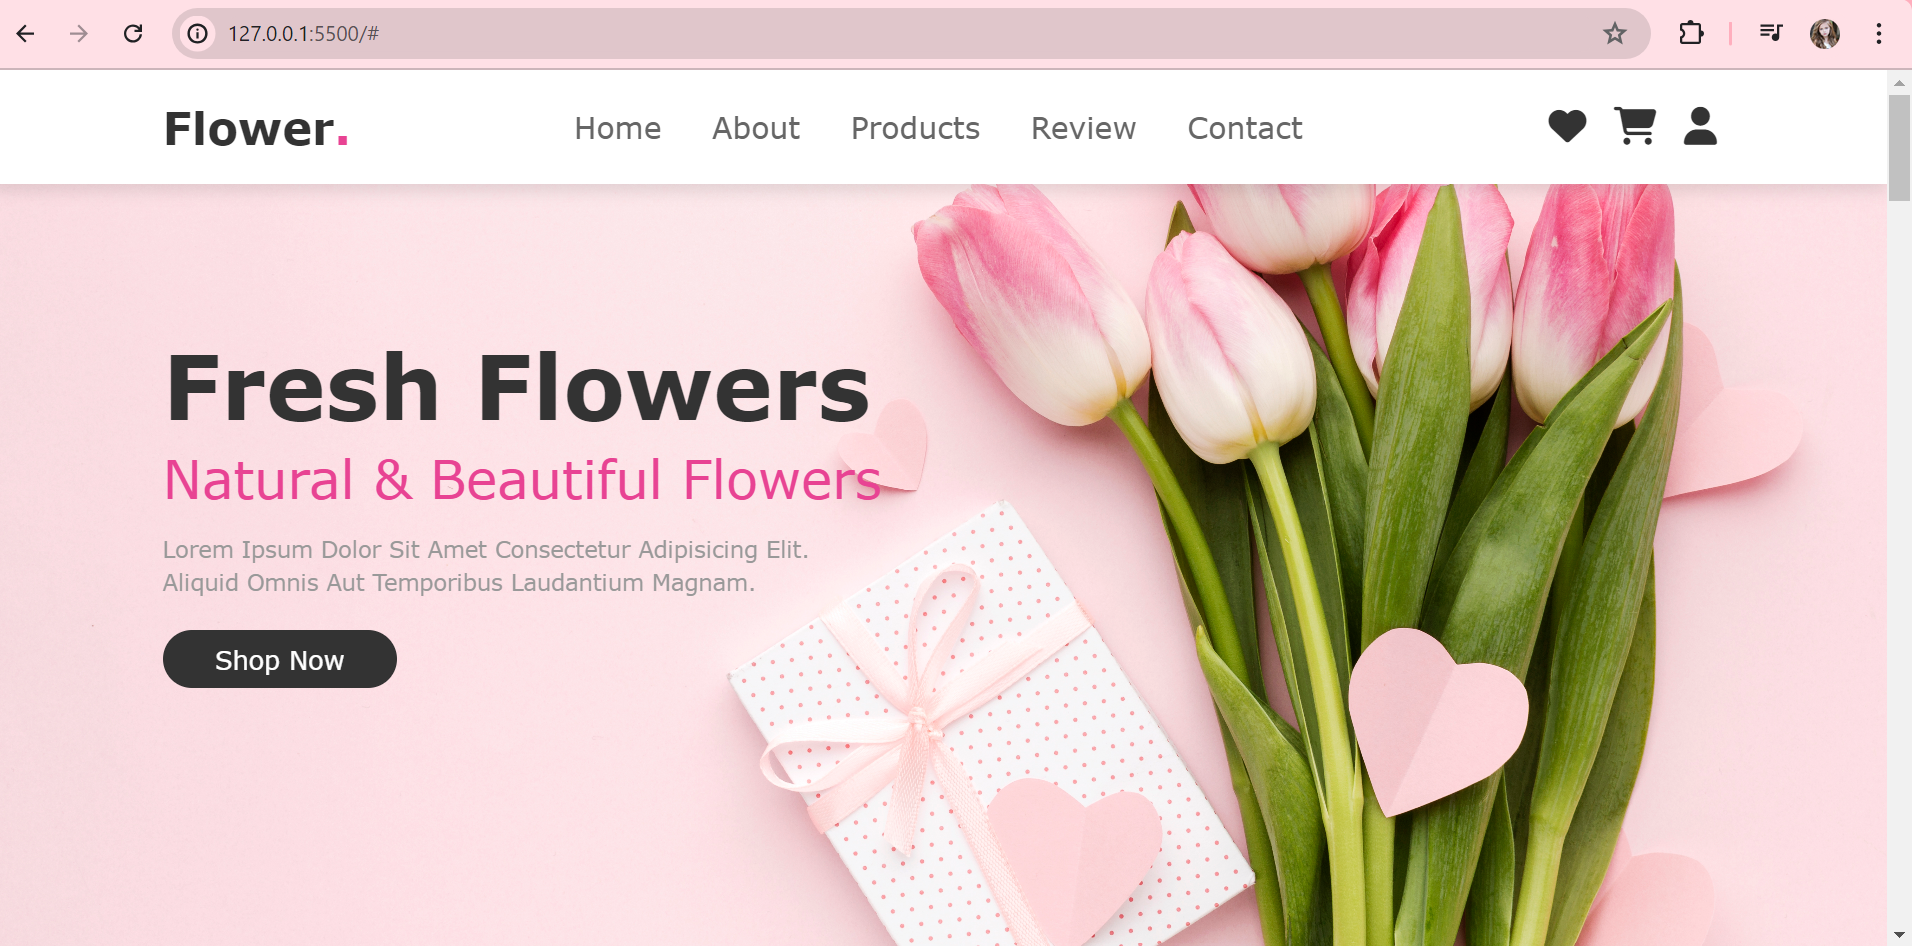 127.0.0.1:5500/#
Flower.
Home About Products Review Contact
Fresh Flowers
Natural & Beautiful Flowers
Lorem Ipsum Dolor Sit Amet Consectetur Adipisicing Elit.
Aliquid Omnis Aut Temporibus Laudantium Magnam.
Shop Now